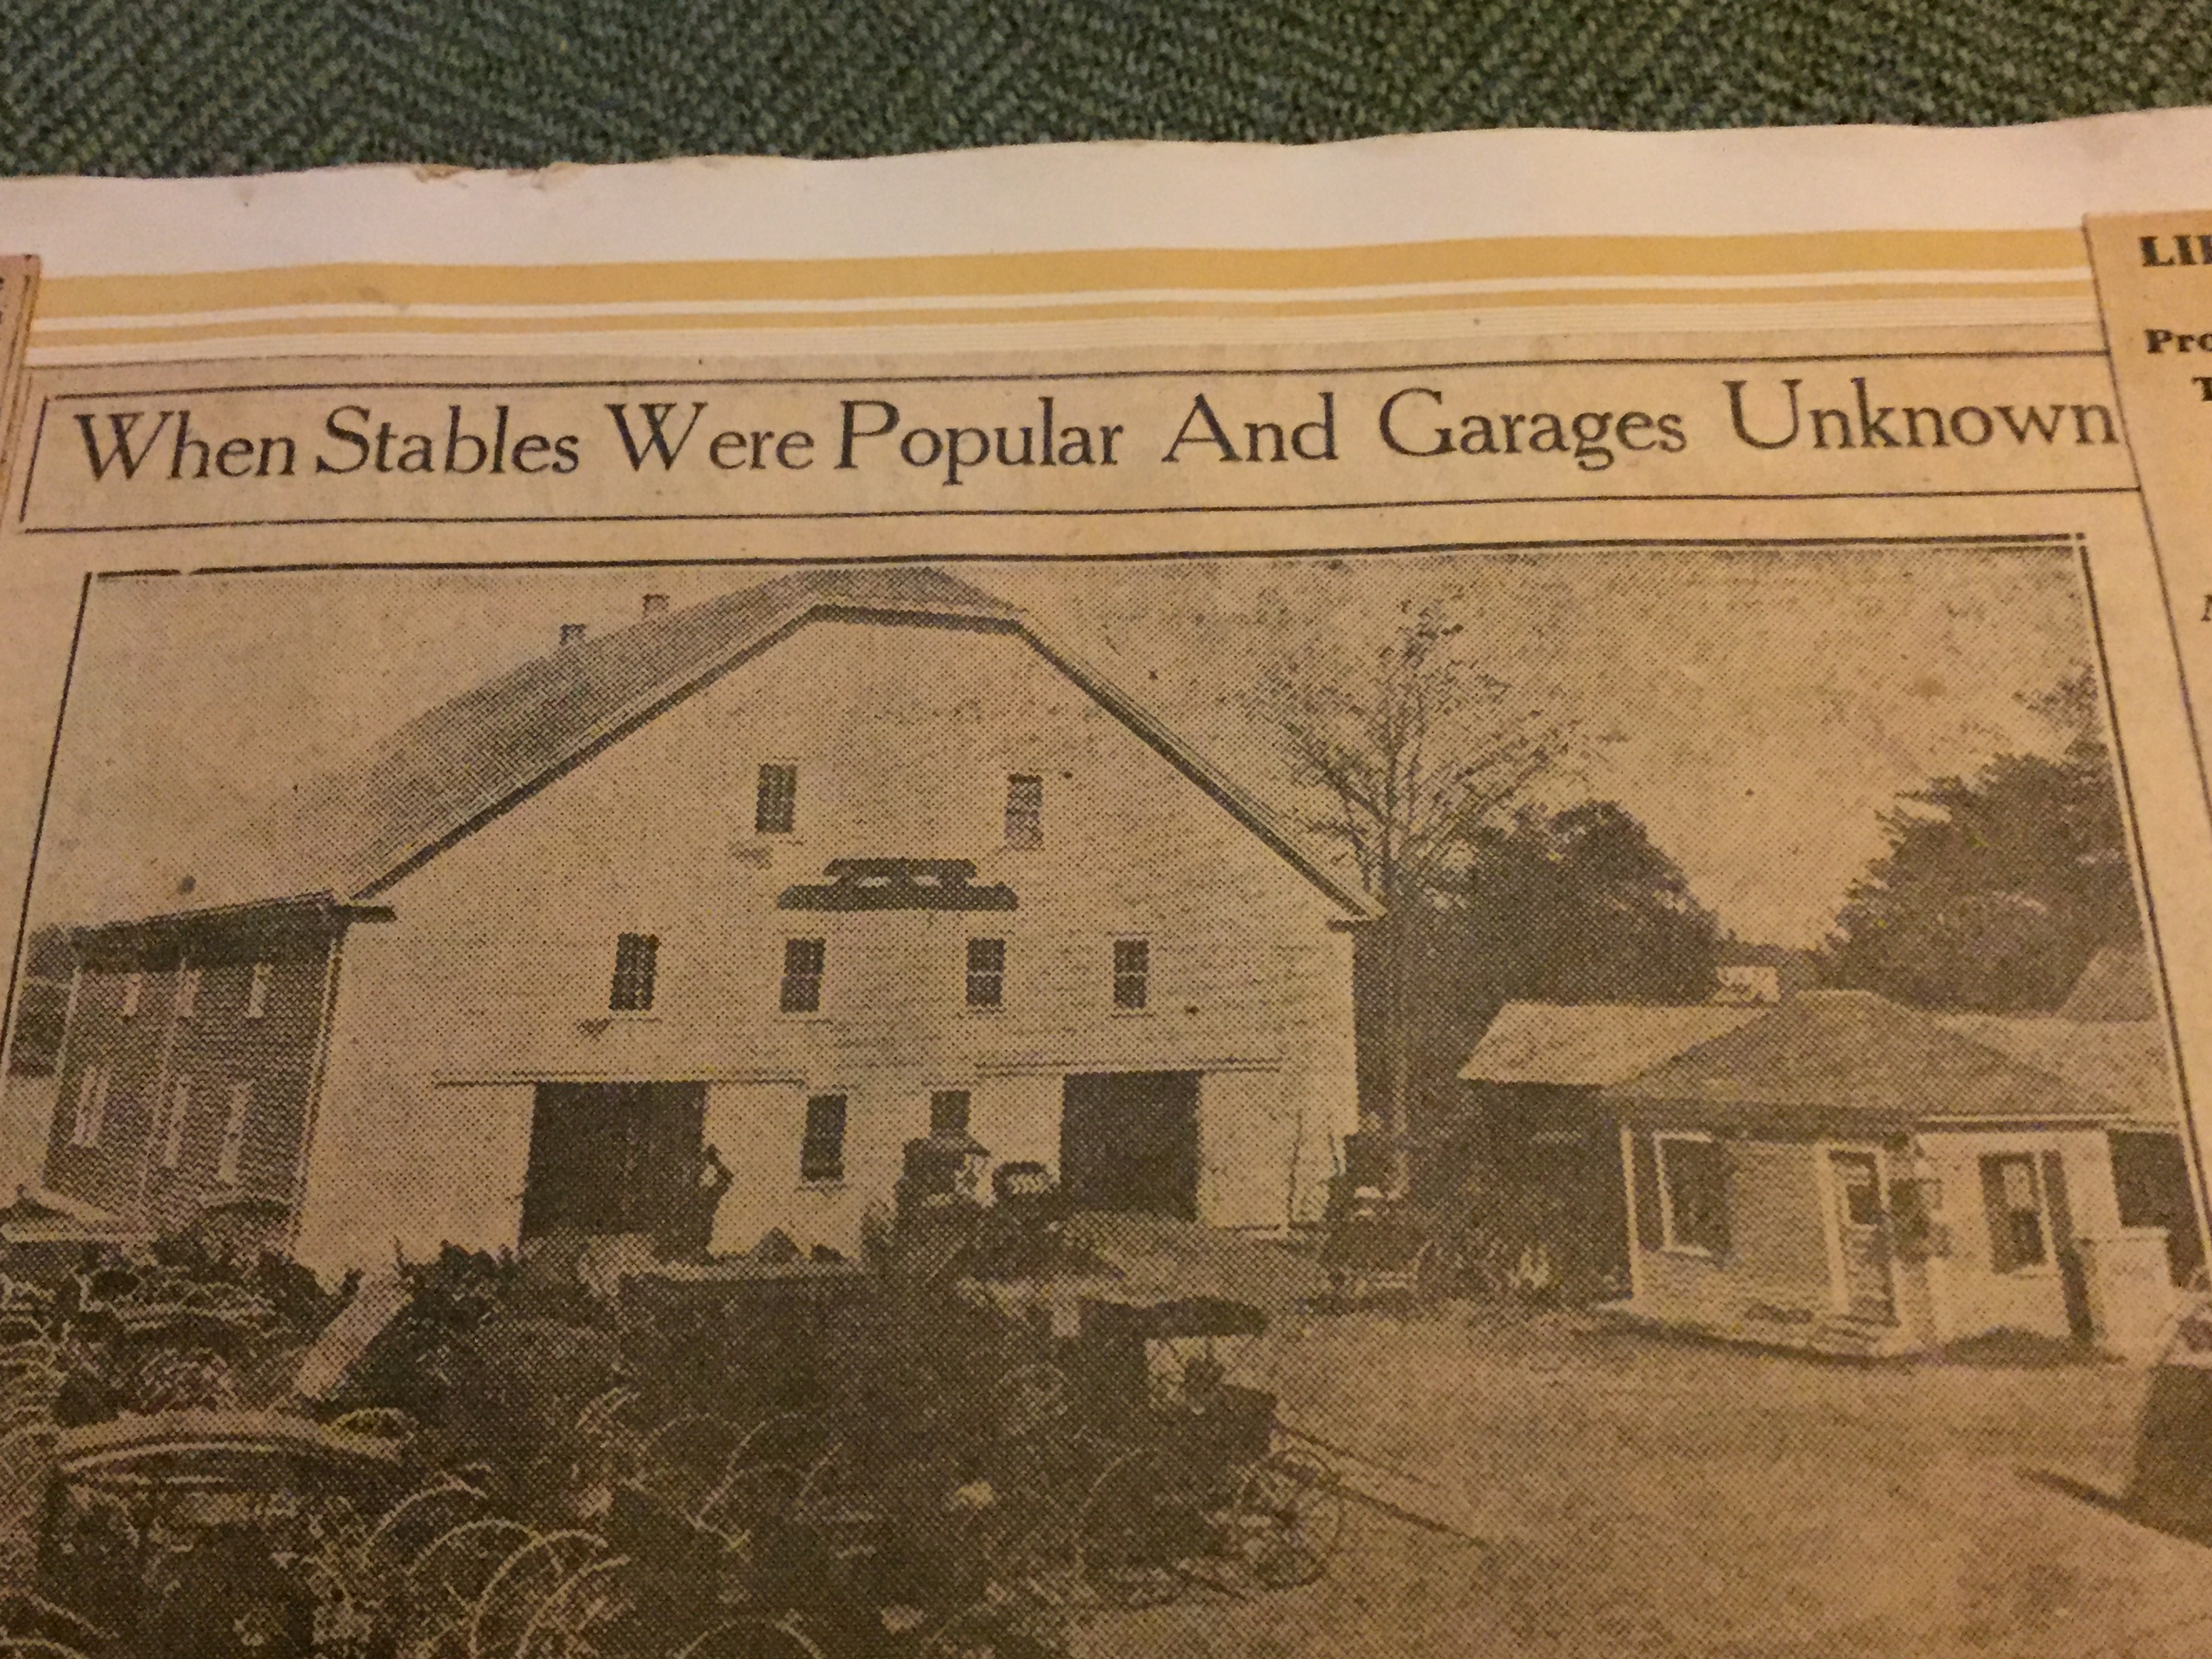 When Stables Were Popular And Garages Unknown